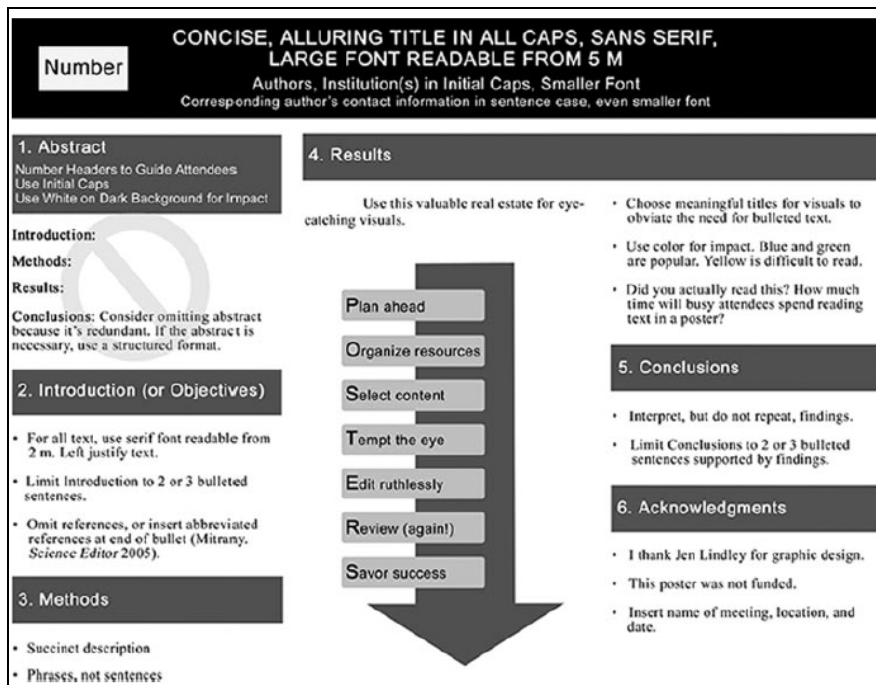 CONCISE, ALLURING TITLE IN ALL CAPS, SANS SERIF,
LARGE FONT READABLE FROM 5 M
Number
Authors, Institution(s) in Initial Caps, Smaller Font
Corresponding author's contact information in sentence case, even smaller font
1. Abstract
Number Headers to Guide Attendees
Use Initial Caps
Use White on Dark Background for Impact
Introduction:
Methods:
Results:
Conclusions: Consider omitting abstract
because it's redundant. If the abstract is
necessary, use a structured format.
2. Introduction (or Objectives)
• For all text, use serif font readable from
2 m. Left justify text.
• Limit Introduction to 2 or 3 bulleted
sentences.
• Omit references, or insert abbreviated
references at end of bullet (Mitrany.
Science Editor 2005).
3. Methods
• Succinct description
• Phrases, not sentences
4. Results
Use this valuable real estate for eye-
catching visuals.
Plan ahead
Organize resources
Select content
Tempt the eye
Edit ruthlessly
Review (again!)
Savor success
• Choose meaningful titles for visuals to
obviate the need for bulleted text.
• Use color for impact. Blue and green
are popular. Yellow is difficult to read.
• Did you actually read this? How much
time will busy attendees spend reading
text in a poster?
5. Conclusions
• Interpret, but do not repeat, findings.
• Limit Conclusions to 2 or 3 bulleted
sentences supported by findings.
6. Acknowledgments
• I thank Jen Lindley for graphic design.
• This poster was not funded.
• Insert name of meeting, location, and
date.